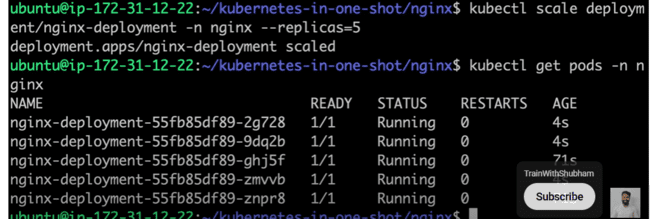 ubuntu@ip-172-31-12-22:~/kubernetes-in-one-shot/nginx$ kubectl scale deploym
ent/nginx-deployment -n nginx --replicas=5
deployment.apps/nginx-deployment scaled
ubuntu@ip-172-31-12-22:~/kubernetes-in-one-shot/nginx$ kubectl get pods -n n
ginx
NAME READY STATUS RESTARTS AGE
nginx-deployment-55fb85df89-2g728 1/1 Running 0 4s
nginx-deployment-55fb85df89-9dq2b 1/1 Running 0 4s
nginx-deployment-55fb85df89-ghj5f 1/1 Running 0 71s
nginx-deployment-55fb85df89-zmvvb 1/1 Running 0
nginx-deployment-55fb85df89-znpr8 1/1 Running 0
ubuntu@ip-172-31-12-22:~/kubernetes-in-one-shot/nginx$
TrainWithShubham
Subscribe